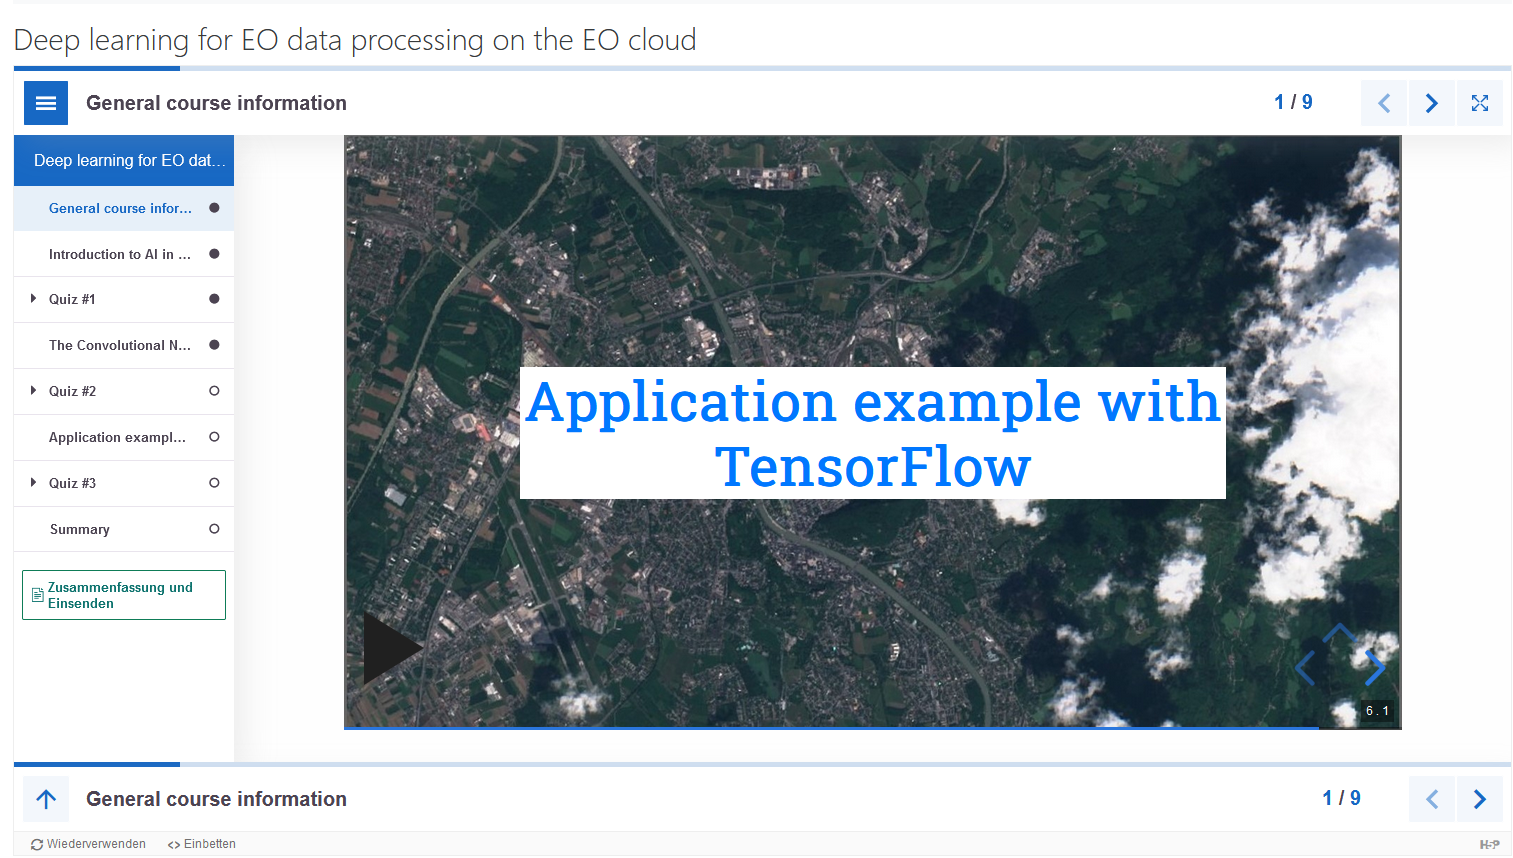 Deep learning for EO data processing on the EO cloud
General course information
1 / 9
Deep learning for EO dat...
General course infor...
Introduction to AI in ...
Quiz #1
The Convolutional N...
Quiz #2
Application exampl...
Quiz #3
Summary
Zusammenfassung und
Einsenden
Application example with
TensorFlow
6.1
General course information
1 / 9
Wiederverwenden
Einbetten
H5P